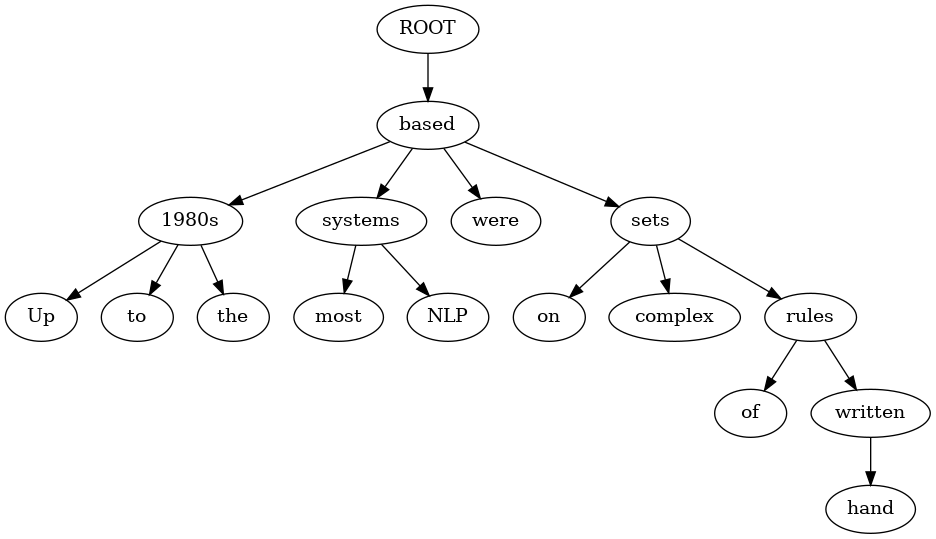 ROOT
based
1980s systems were sets
Up to the most NLP on complex rules
of written
hand